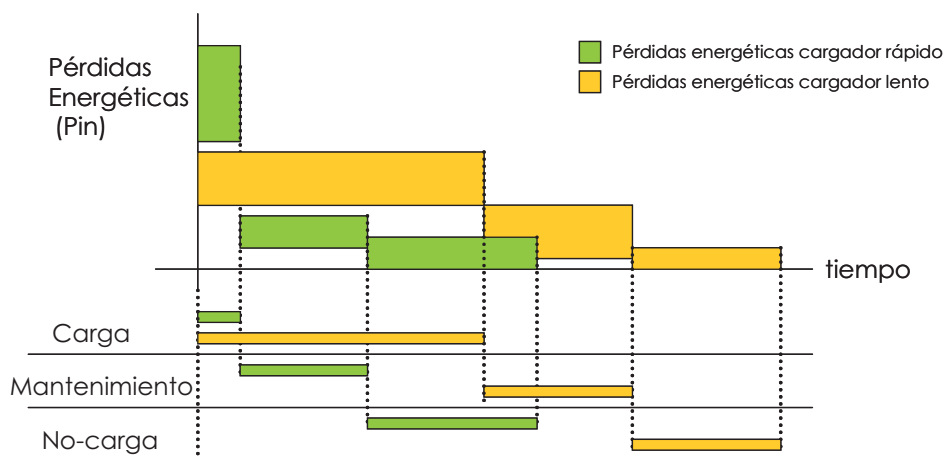 Pérdidas
Energéticas
(Pin)
Pérdidas energéticas cargador rápido
Pérdidas energéticas cargador lento
tiempo
Carga
Mantenimiento
No-carga